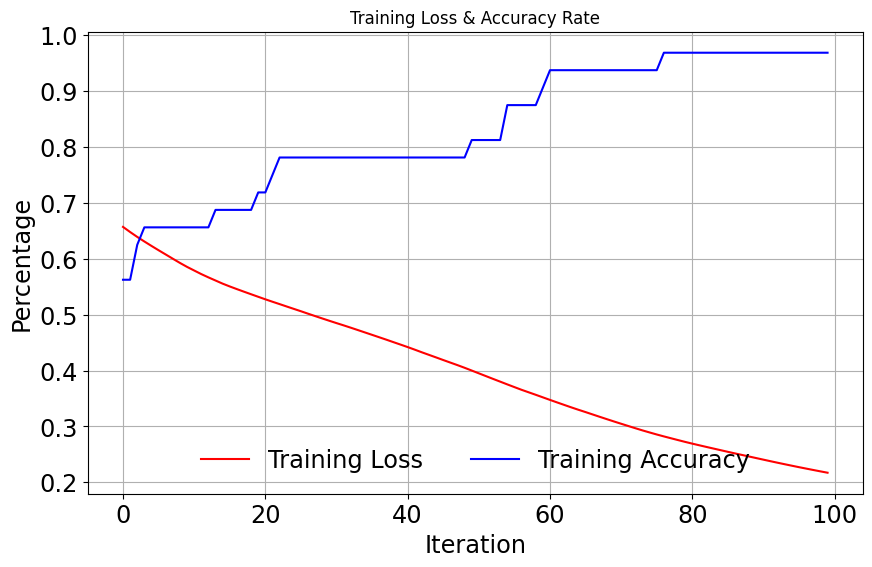 Training Loss & Accuracy Rate
1.0
0.9
0.8
0.7
0.6
0.5
0.4
0.3
0.2
Percentage
Training Loss
Training Accuracy
0 20 40 60 80 100
Iteration